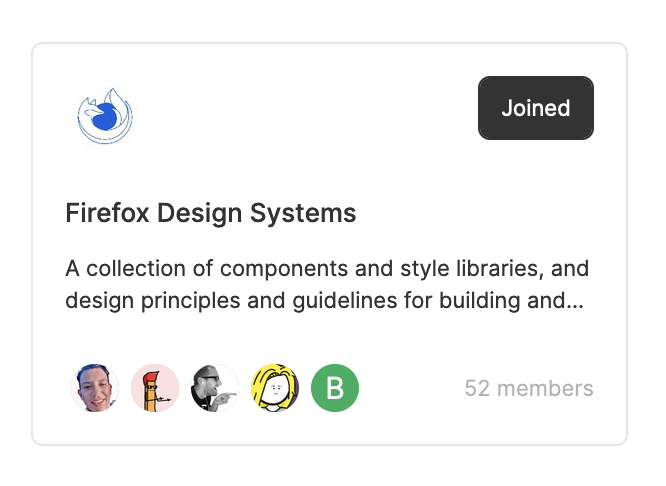 Joined
Firefox Design Systems
A collection of components and style libraries, and
design principles and guidelines for building and...
B
52 members